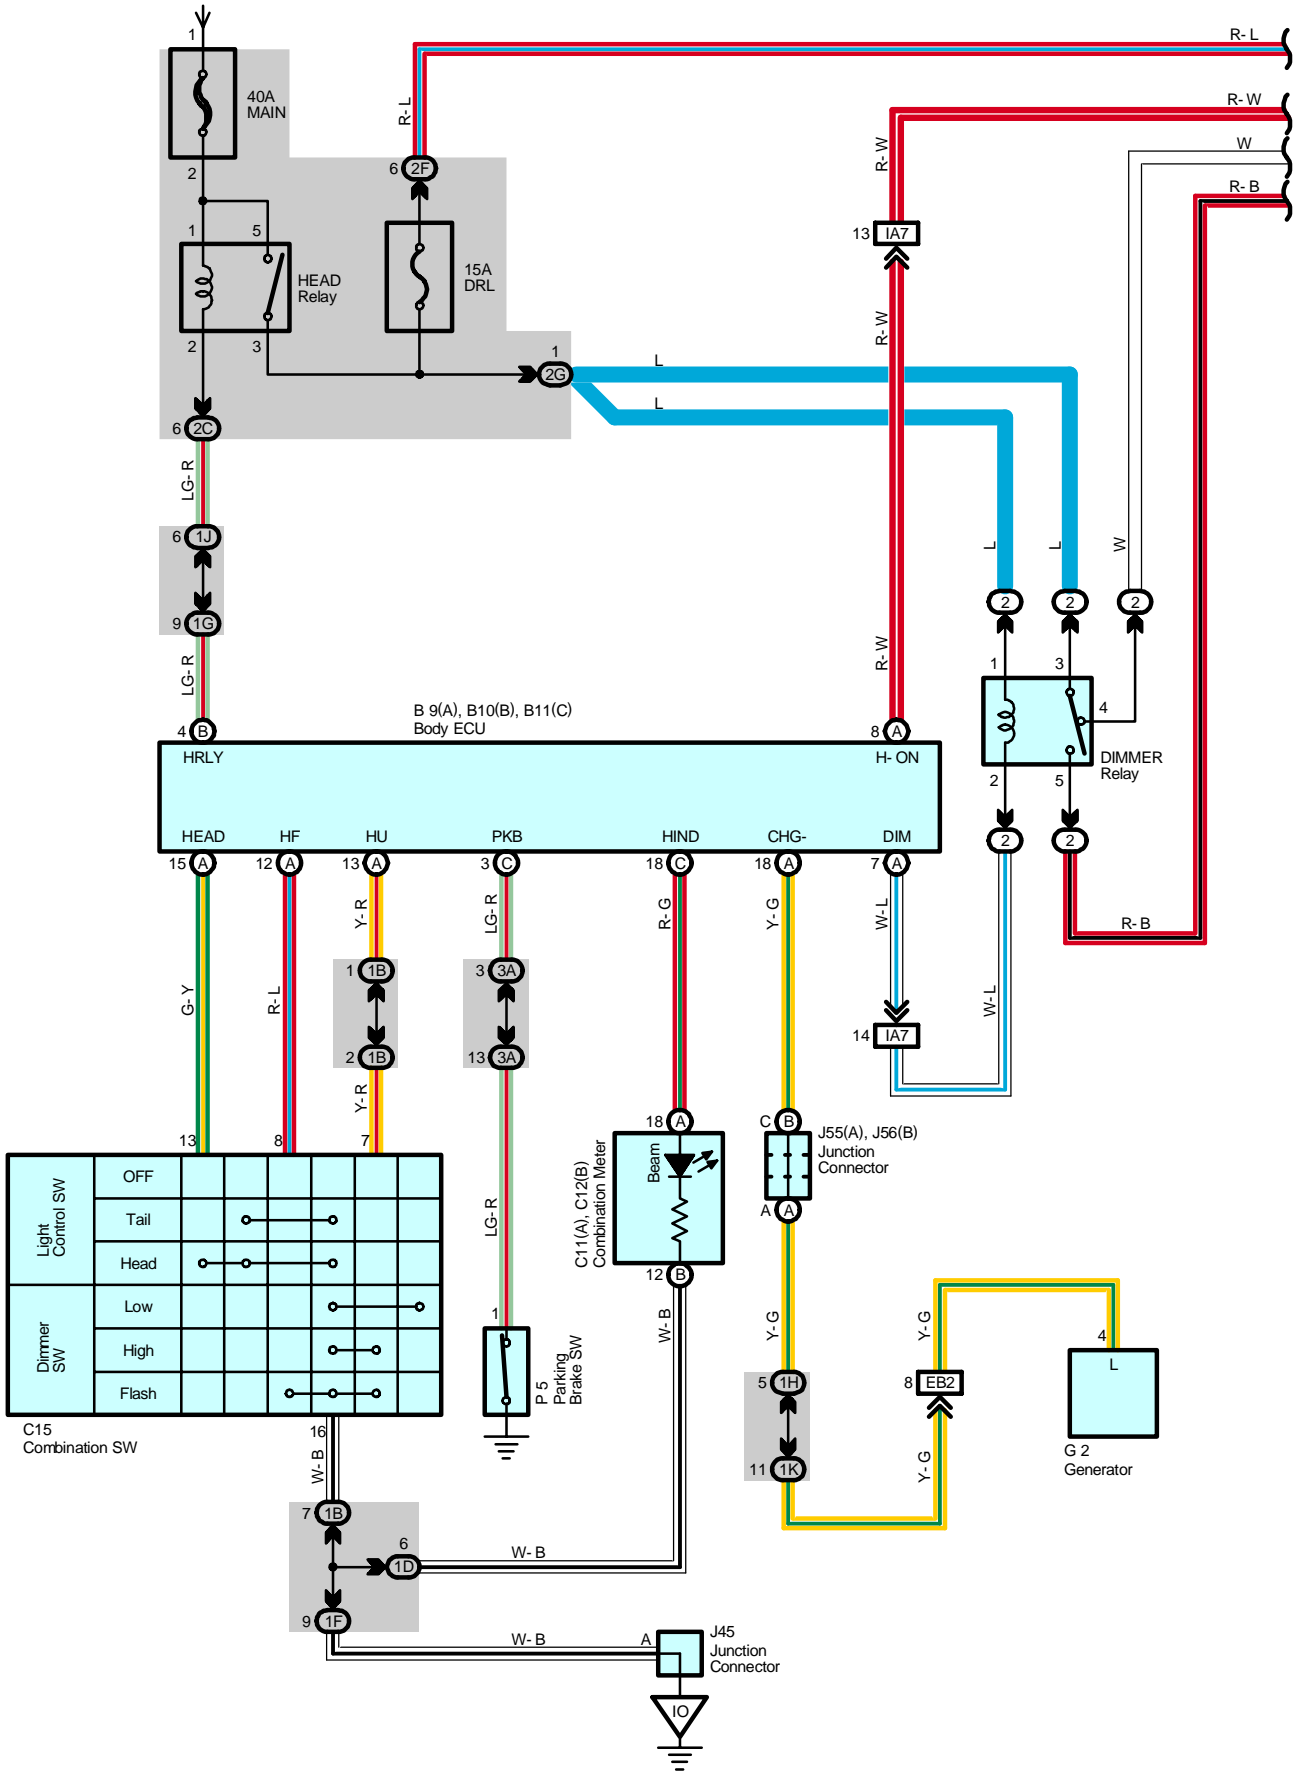 R- L
1
R- W
40A
MAIN
R- L
W
R- W
2
6
2F
R- B
1
5
13
IA7
15A
DRL
HEAD
Relay
R- W
2
3
1
2G
L
L
6
2C
LG- R
6
1J
L
L
W
2
2
2
9
1G
LG- R
R- W
1
3
B 9(A), B10(B), B11(C)
Body ECU
4
4
B
8
A
HRLY
H- ON
DIMMER
Relay
2
5
HEAD
HF
HU
PKB
HIND
CHG-
DIM
2
2
15
A
12
A
13
A
3
C
18
C
18
A
7
A
Y- R
LG- R
R- G
Y- G
W- L
R- B
1
1B
3
3A
G- Y
R- L
W- L
14
IA7
2
1B
13
3A
Y- R
18
A
C
B
J55(A), J56(B)
Junction
Connector
13
8
7
Beam
C11(A), C12(B)
Combination Meter
Light
Control SW
OFF
Tail
Head
LG- R
A
A
12
B
Dimmer
SW
Low
High
Flash
1
W- B
Y- G
Y- G
4
L
P 5
Parking
Brake SW
5
1H
8
EB2
C15
Combination SW
16
W- B
G 2
Generator
11
1K
Y- G
7
1B
6
1D
W- B
9
1F
W- B
A
J45
Junction
Connector
IO